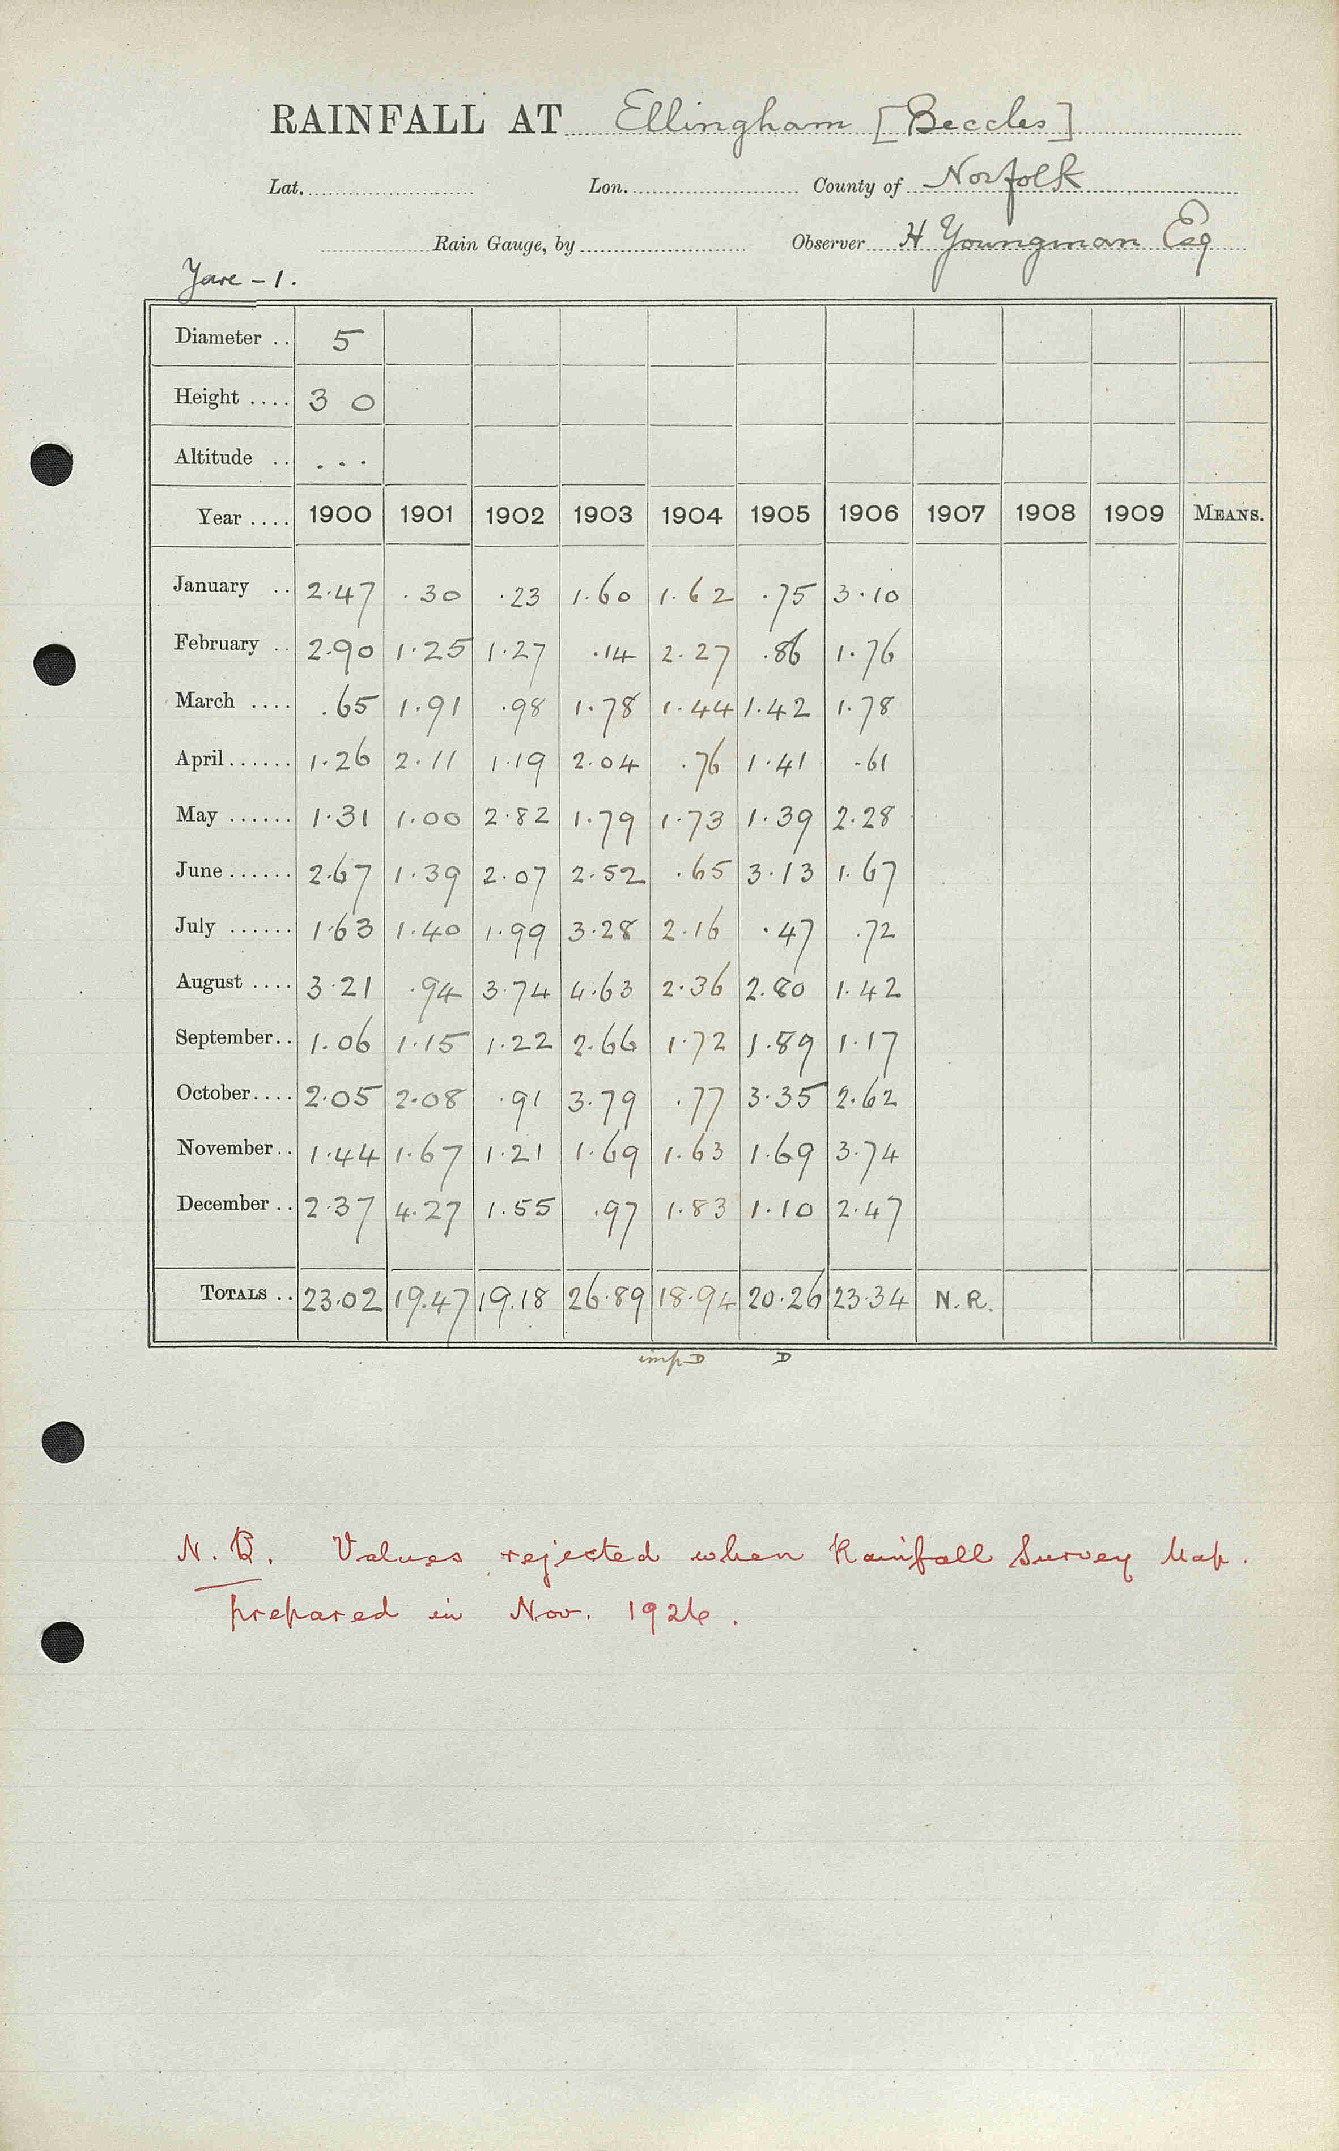 RAINFALL AT Ellingham [Beccles]
Lat. Lon. County of Norfolk
Rain Gauge, by Observer H Youngman Esq
Yare - 1.
Diameter .. 5
Height .... 3 0
Altitude .. ...
Year .... 1900 1901 1902 1903 1904 1905 1906 1907 1908 1909 MEANS.
January .. 2.47 .30 .23 1.60 1.62 .75 3.10
February .. 2.90 1.25 1.27 .14 2.27 .86 1.76
March .... .65 1.91 .98 1.78 1.44 1.42 1.78
April...... 1.26 2.11 1.19 2.04 .76 1.41 .61
May ...... 1.31 1.00 2.82 1.79 1.73 1.39 2.28
June...... 2.67 1.39 2.07 2.52 .65 3.13 1.67
July ...... 1.63 1.40 1.99 3.28 2.16 .47 .72
August .... 3.21 .94 3.74 4.63 2.36 2.80 1.42
September.. 1.06 1.15 1.22 2.66 1.72 1.89 1.17
October.... 2.05 2.08 .91 3.79 .77 3.35 2.62
November.. 1.44 1.67 1.21 1.69 1.63 1.69 3.74
December .. 2.37 4.27 1.55 .97 1.83 1.10 2.47
TOTALS .. 23.02 19.47 19.18 26.89 18.94 20.26 23.34 N.R.
imp D D
N.B. Values rejected when Rainfall Survey Map.
prepared in Nov. 1926.